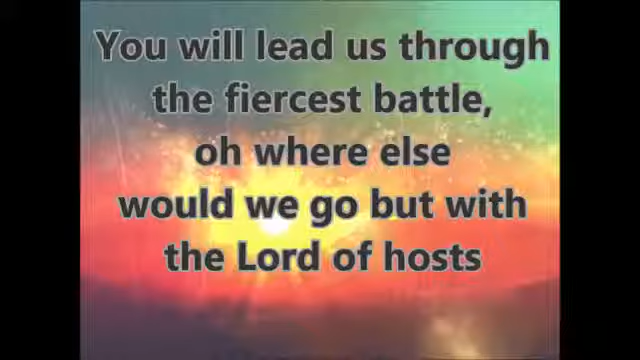 You will lead us through
the fiercest battle,
oh where else
would we go but with
the Lord of hosts